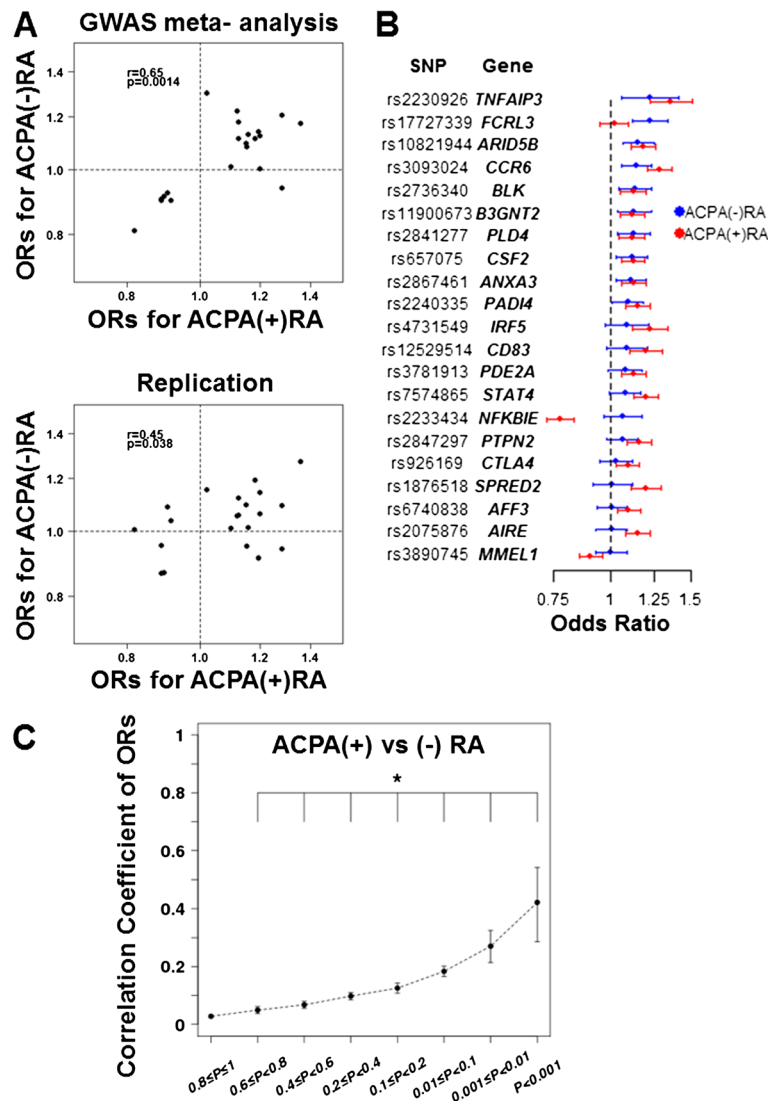 A
GWAS meta- analysis
r=0.65
p=0.0014
ORs for ACPA(-)RA
1.4
1.2
1.0
0.8
0.8 1.0 1.2 1.4
ORs for ACPA(+)RA
Replication
r=0.45
p=0.038
ORs for ACPA(-)RA
1.4
1.2
1.0
0.8
0.8 1.0 1.2 1.4
ORs for ACPA(+)RA
B
SNP Gene
rs2230926 TNFAIP3
rs17727339 FCRL3
rs10821944 ARID5B
rs3093024 CCR6
rs2736340 BLK
rs11900673 B3GNT2
rs2841277 PLD4
rs657075 CSF2
rs2867461 ANXA3
rs2240335 PADI4
rs4731549 IRF5
rs12529514 CD83
rs3781913 PDE2A
rs7574865 STAT4
rs2233434 NFKBIE
rs2847297 PTPN2
rs926169 CTLA4
rs1876518 SPRED2
rs6740838 AFF3
rs2075876 AIRE
rs3890745 MMEL1
ACPA(-)RA
ACPA(+)RA
0.75 1 1.25 1.5
Odds Ratio
C
ACPA(+) vs (-) RA
*
Correlation Coefficient of ORs
1
0.8
0.6
0.4
0.2
0
0.8≤P≤1
0.6≤P<0.8
0.4≤P<0.6
0.2≤P<0.4
0.1≤P<0.2
0.01≤P<0.1
0.001≤P<0.01
P<0.001